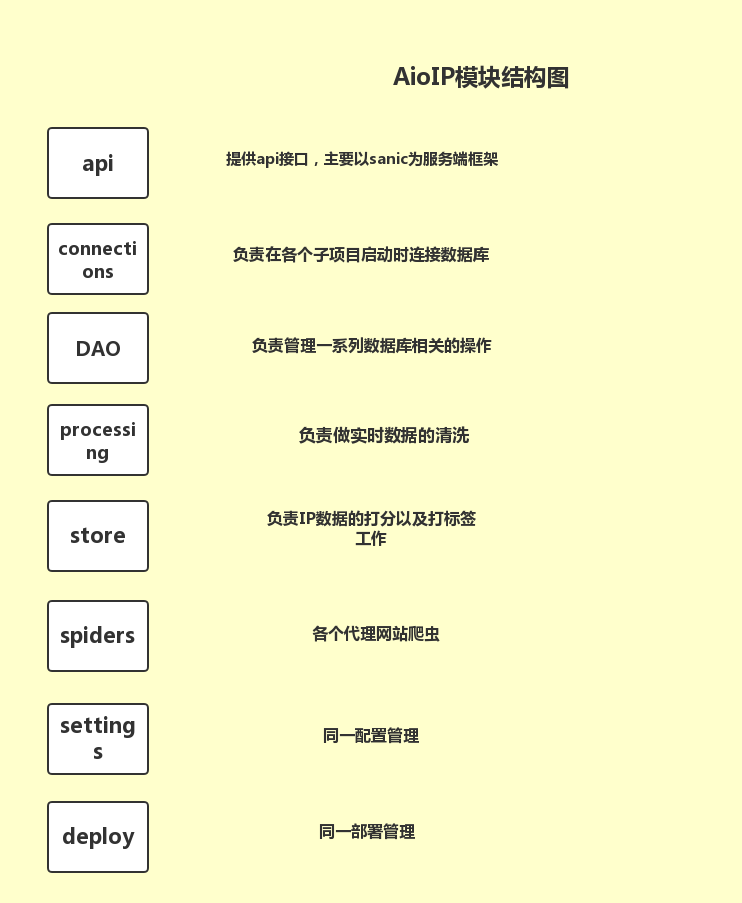 AioIP模块结构图
api
提供api接口，主要以sanic为服务端框架
connecti
ons
负责在各个子项目启动时连接数据库
DAO
负责管理一系列数据库相关的操作
processi
ng
负责做实时数据的清洗
store
负责IP数据的打分以及打标签
工作
spiders
各个代理网站爬虫
setting
s
同一配置管理
deploy
同一部署管理